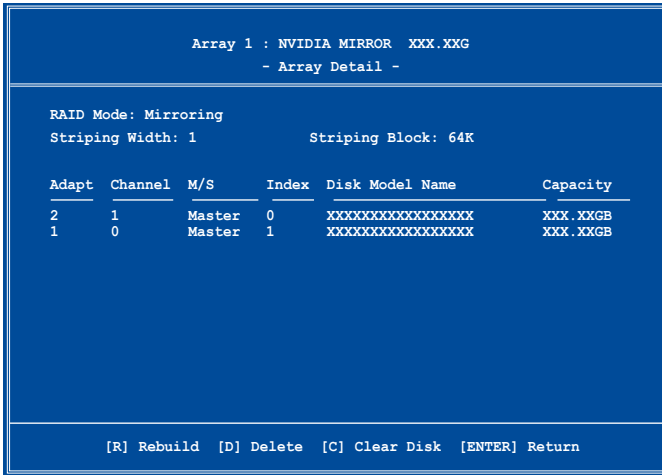 Array 1 : NVIDIA MIRROR XXX.XXG
- Array Detail -
RAID Mode: Mirroring
Striping Width: 1 Striping Block: 64K
Adapt Channel M/S Index Disk Model Name Capacity
2 1 Master 0 XXXXXXXXXXXXXXXXX XXX.XXGB
1 0 Master 1 XXXXXXXXXXXXXXXXX XXX.XXGB
[R] Rebuild [D] Delete [C] Clear Disk [ENTER] Return